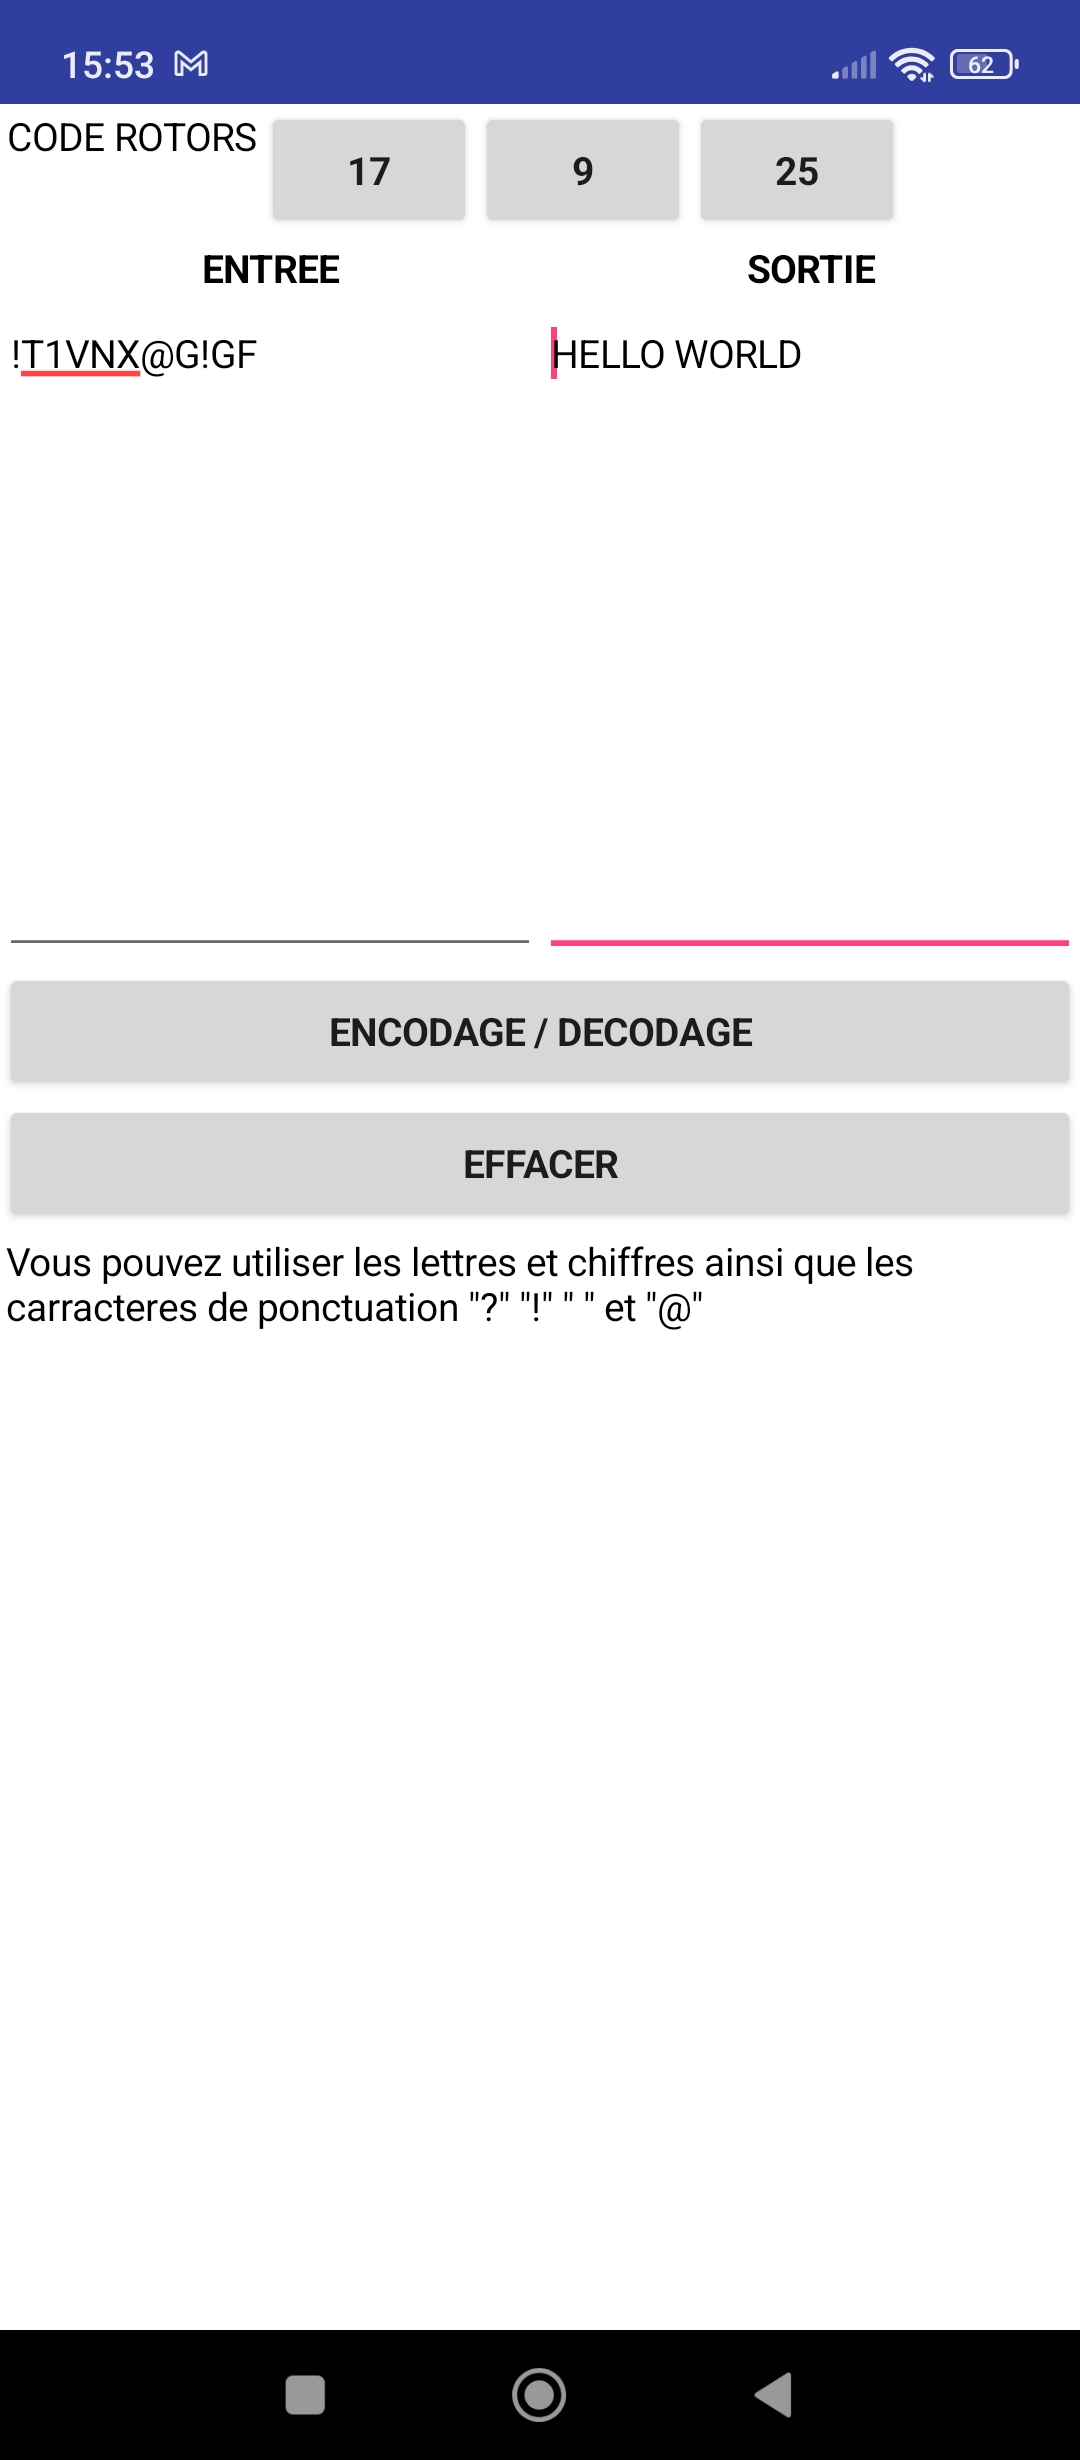 15:53
62
CODE ROTORS 17 9 25
ENTREE SORTIE
!T1VNX@G!GF HELLO WORLD
ENCODAGE / DECODAGE
EFFACER
Vous pouvez utiliser les lettres et chiffres ainsi que les
carracteres de ponctuation "?" "!" " " et "@"